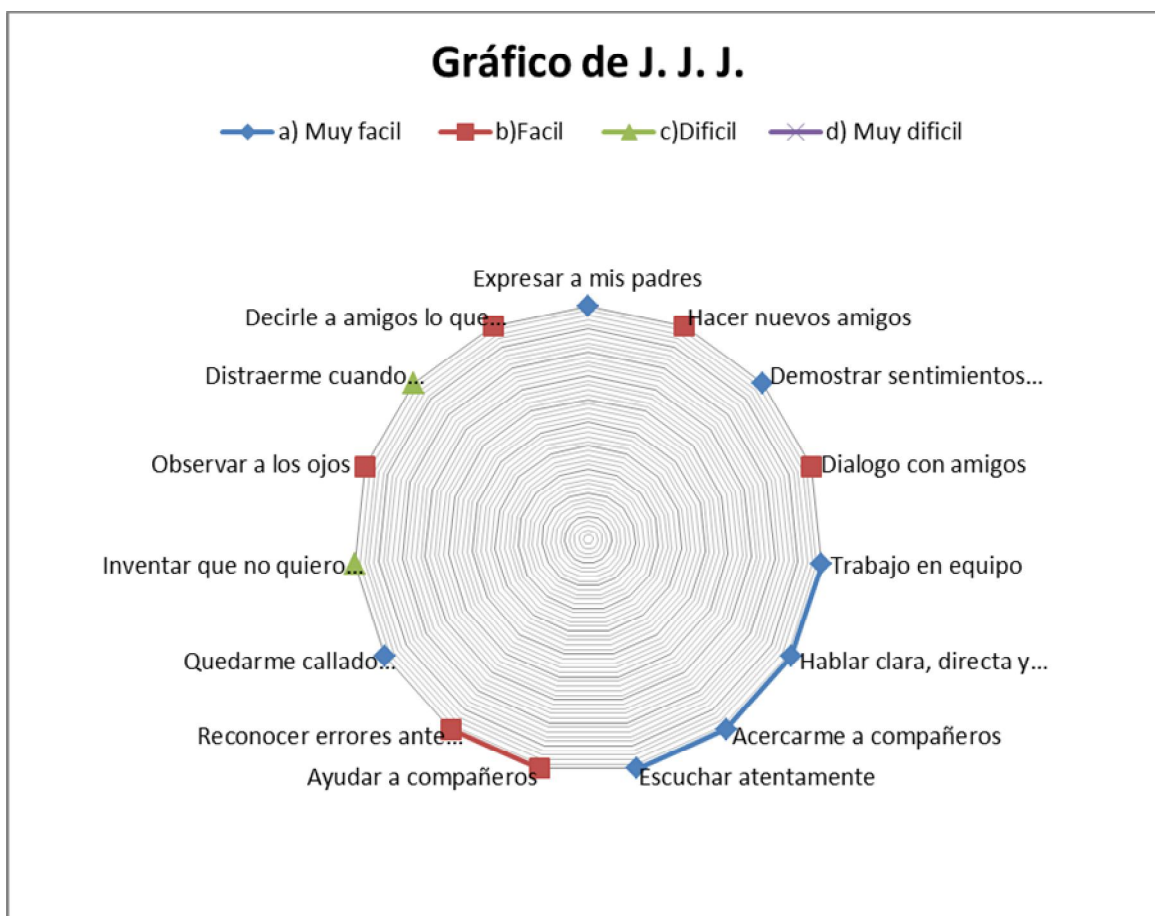 Gráfico de J. J. J.
a) Muy facil
b)Facil
c)Dificil
d) Muy dificil
Expresar a mis padres
Hacer nuevos amigos
Demostrar sentimientos...
Dialogo con amigos
Trabajo en equipo
Hablar clara, directa y...
Acercarme a compañeros
Escuchar atentamente
Ayudar a compañeros
Reconocer errores ante...
Quedarme callado...
Inventar que no quiero...
Observar a los ojos
Distraerme cuando...
Decirle a amigos lo que...